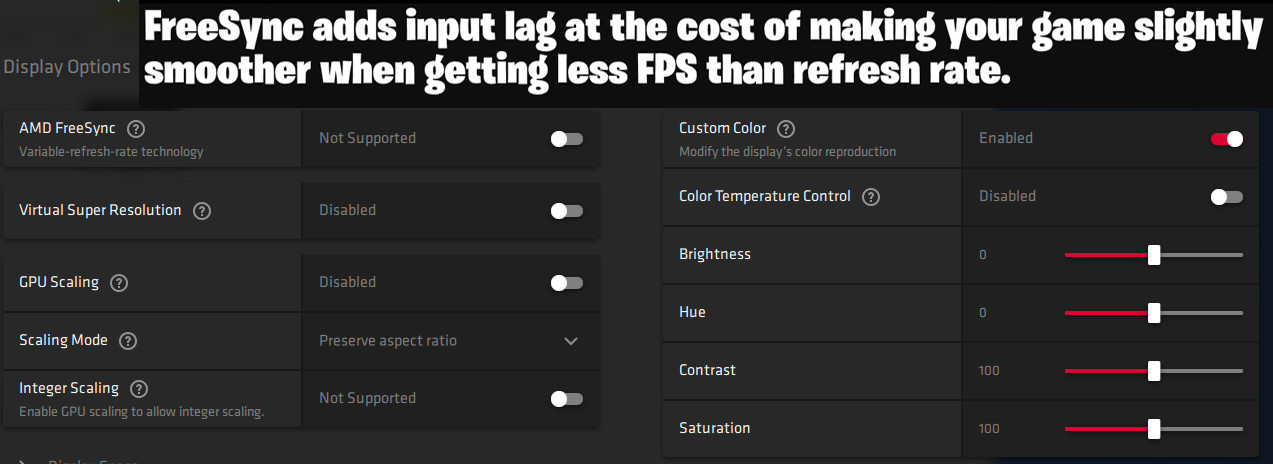 FreeSync adds input lag at the cost of making your game slightly
smoother when getting less FPS than refresh rate.
Display Options
AMD FreeSync
Variable-refresh-rate technology
Not Supported
Virtual Super Resolution
Disabled
GPU Scaling
Disabled
Scaling Mode
Preserve aspect ratio
Integer Scaling
Enable GPU scaling to allow integer scaling.
Not Supported
Custom Color
Modify the display's color reproduction
Enabled
Color Temperature Control
Disabled
Brightness
0
Hue
0
Contrast
100
Saturation
100